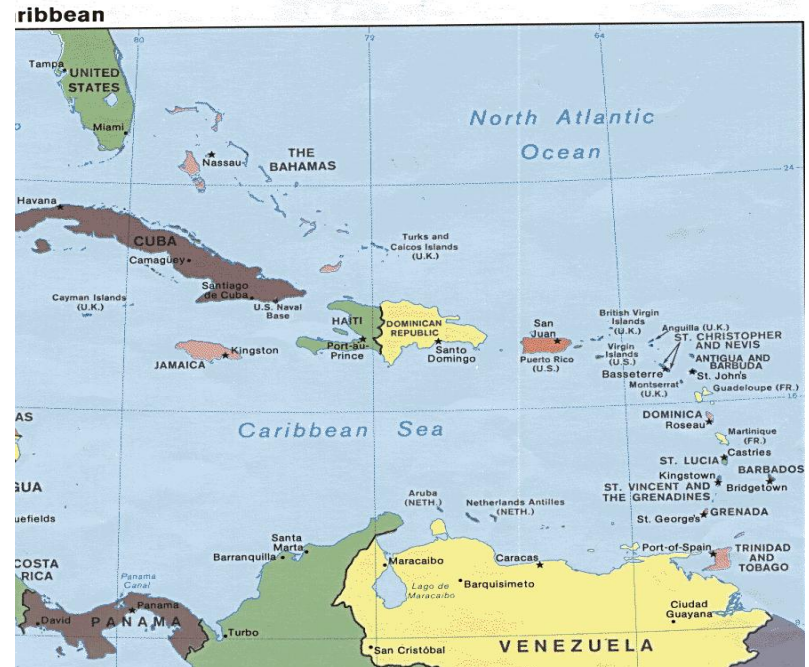 ribbean
80
72
64
Tampa
UNITED
STATES
Miami
North Atlantic
Ocean
Nassau
THE
BAHAMAS
24
Havana
CUBA
Camagüey
Turks and
Caicos Islands
(U.K.)
Santiago
de Cuba
Cayman Islands
(U.K.)
U.S. Naval
Base
HAITI
DOMINICAN
REPUBLIC
Port-au-
Prince
Santo
Domingo
San
Juan
Puerto Rico
(U.S.)
British Virgin
Islands
(U.K.)
Virgin
Islands
(U.S.)
Anguilla (U.K.)
ST. CHRISTOPHER
AND NEVIS
ANTIGUA AND
BARBUDA
Basseterre
St. John's
Montserrat
(U.K.)
Guadeloupe (FR.)
16
Kingston
JAMAICA
Caribbean Sea
DOMINICA
Roseau
Martinique
(FR.)
Castries
ST. LUCIA
BARBADOS
Kingstown
Bridgetown
ST. VINCENT AND
THE GRENADINES
GRENADA
St. George's
AS
GUA
uefields
Aruba
(NETH.)
Netherlands Antilles
(NETH.)
Port-of-Spain
TRINIDAD
AND
TOBAGO
Santa
Marta
Barranquilla
Maracaibo
Caracas
Lago de
Maracaibo
Barquisimeto
Ciudad
Guayana
COSTA
RICA
Panama
Canal
Panama
David
PANAMA
Turbo
San Cristóbal
VENEZUELA
8